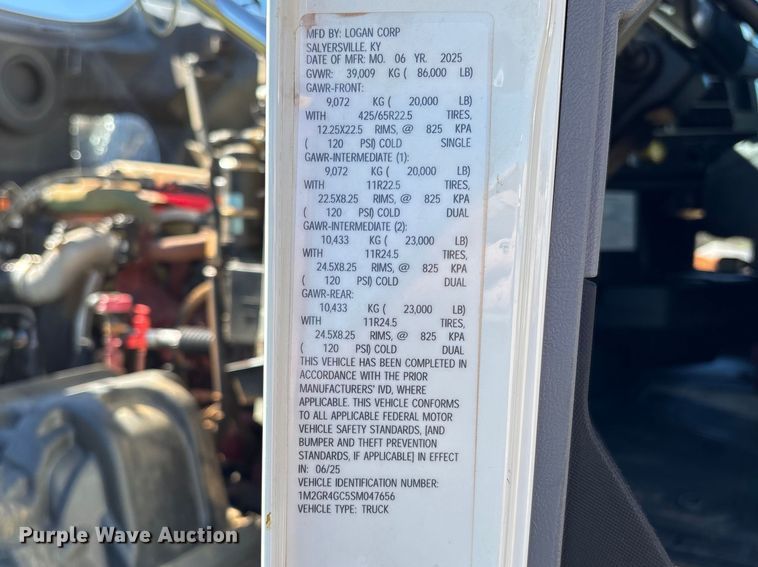 MFD BY: LOGAN CORP
SALYERSVILLE, KY
DATE OF MFR: MO. 06 YR. 2025
GVWR: 39,009 KG ( 86,000 LB)
GAWR-FRONT:
9,072 KG ( 20,000 LB)
WITH 425/65R22.5 TIRES,
12.25X22.5 RIMS, @ 825 KPA
( 120 PSI) COLD SINGLE
GAWR-INTERMEDIATE (1):
9,072 KG ( 20,000 LB)
WITH 11R22.5 TIRES,
22.5X8.25 RIMS, @ 825 KPA
( 120 PSI) COLD DUAL
GAWR-INTERMEDIATE (2):
10,433 KG ( 23,000 LB)
WITH 11R24.5 TIRES,
24.5X8.25 RIMS, @ 825 KPA
( 120 PSI) COLD DUAL
GAWR-REAR:
10,433 KG ( 23,000 LB)
WITH 11R24.5 TIRES,
24.5X8.25 RIMS, @ 825 KPA
( 120 PSI) COLD DUAL
THIS VEHICLE HAS BEEN COMPLETED IN
ACCORDANCE WITH THE PRIOR
MANUFACTURERS' IVD, WHERE
APPLICABLE. THIS VEHICLE CONFORMS
TO ALL APPLICABLE FEDERAL MOTOR
VEHICLE SAFETY STANDARDS, [AND
BUMPER AND THEFT PREVENTION
STANDARDS, IF APPLICABLE] IN EFFECT
IN: 06/25
VEHICLE IDENTIFICATION NUMBER:
1M2GR4GC5SM047656
VEHICLE TYPE: TRUCK
Purple Wave Auction